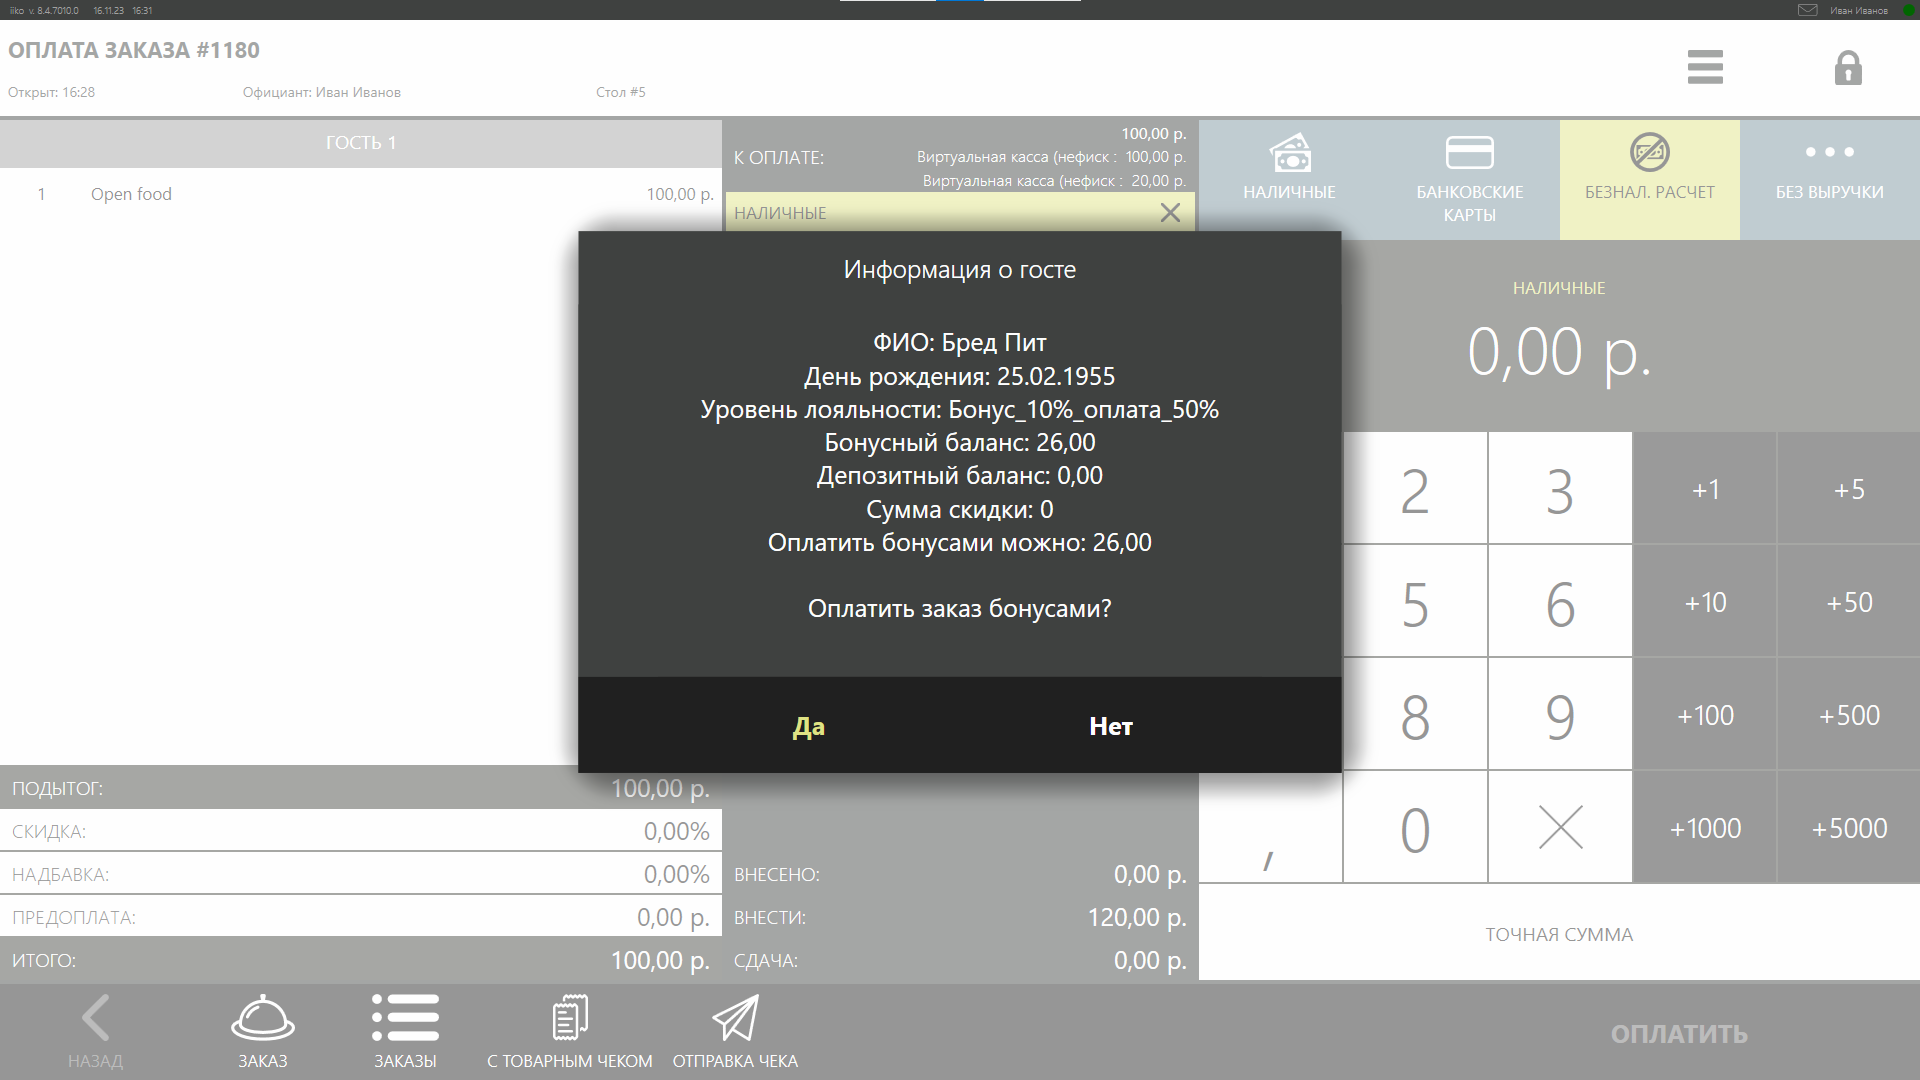 iiko v. 8.4.7010.0 16.11.23 16:31 Иван Иванов
ОПЛАТА ЗАКАЗА #1180
Открыт: 16:28 Официант: Иван Иванов Стол #5
ГОСТЬ 1
1 Open food 100,00 р.
К ОПЛАТЕ:
100,00 р.
Виртуальная касса (нефиск : 100,00 р.
Виртуальная касса (нефиск : 20,00 р.
НАЛИЧНЫЕ
НАЛИЧНЫЕ
БАНКОВСКИЕ
КАРТЫ
БЕЗНАЛ. РАСЧЕТ
БЕЗ ВЫРУЧКИ
НАЛИЧНЫЕ
0,00 р.
Информация о госте
ФИО: Бред Пит
День рождения: 25.02.1955
Уровень лояльности: Бонус_10%_оплата_50%
Бонусный баланс: 26,00
Депозитный баланс: 0,00
Сумма скидки: 0
Оплатить бонусами можно: 26,00
Оплатить заказ бонусами?
Да Нет
2 3 +1 +5
5 6 +10 +50
8 9 +100 +500
, 0 +1000 +5000
ТОЧНАЯ СУММА
ПОДЫТОГ: 100,00 р.
СКИДКА: 0,00%
НАДБАВКА: 0,00%
ПРЕДОПЛАТА: 0,00 р.
ИТОГО: 100,00 р.
ВНЕСЕНО: 0,00 р.
ВНЕСТИ: 120,00 р.
СДАЧА: 0,00 р.
НАЗАД
ЗАКАЗ
ЗАКАЗЫ
С ТОВАРНЫМ ЧЕКОМ
ОТПРАВКА ЧЕКА
ОПЛАТИТЬ